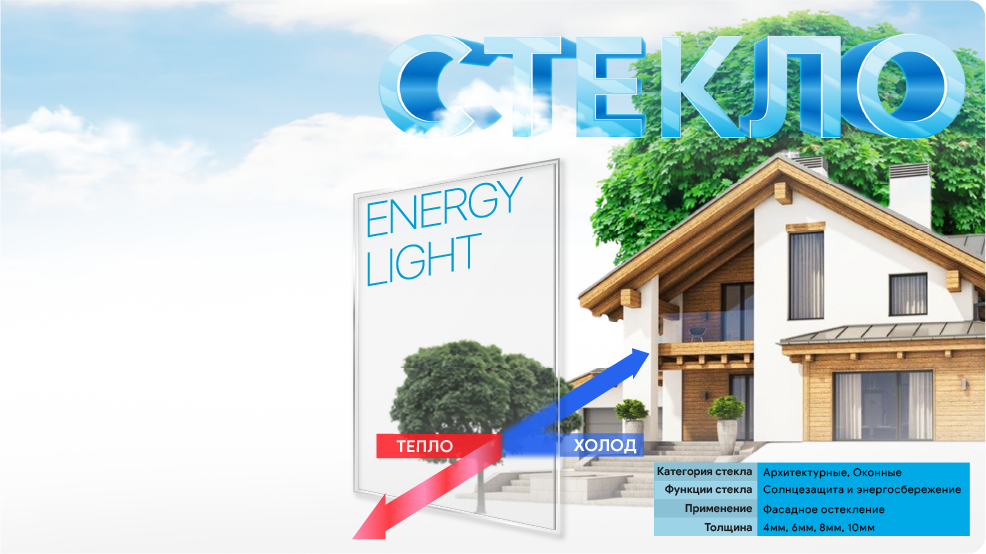 СТЕКЛО
ENERGY
LIGHT
ТЕПЛО
ХОЛОД
Категория стекла Архитектурные, Оконные
Функции стекла Солнцезащита и энергосбережение
Применение Фасадное остекление
Толщина 4мм, 6мм, 8мм, 10мм